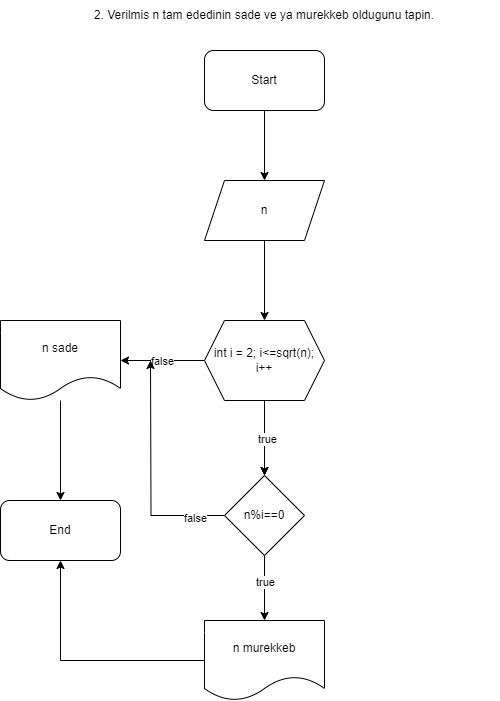 2. Verilmis n tam ededinin sade ve ya murekkeb oldugunu tapin.
Start
n
int i = 2; i<=sqrt(n);
i++
false
n sade
true
n%i==0
false
End
true
n murekkeb